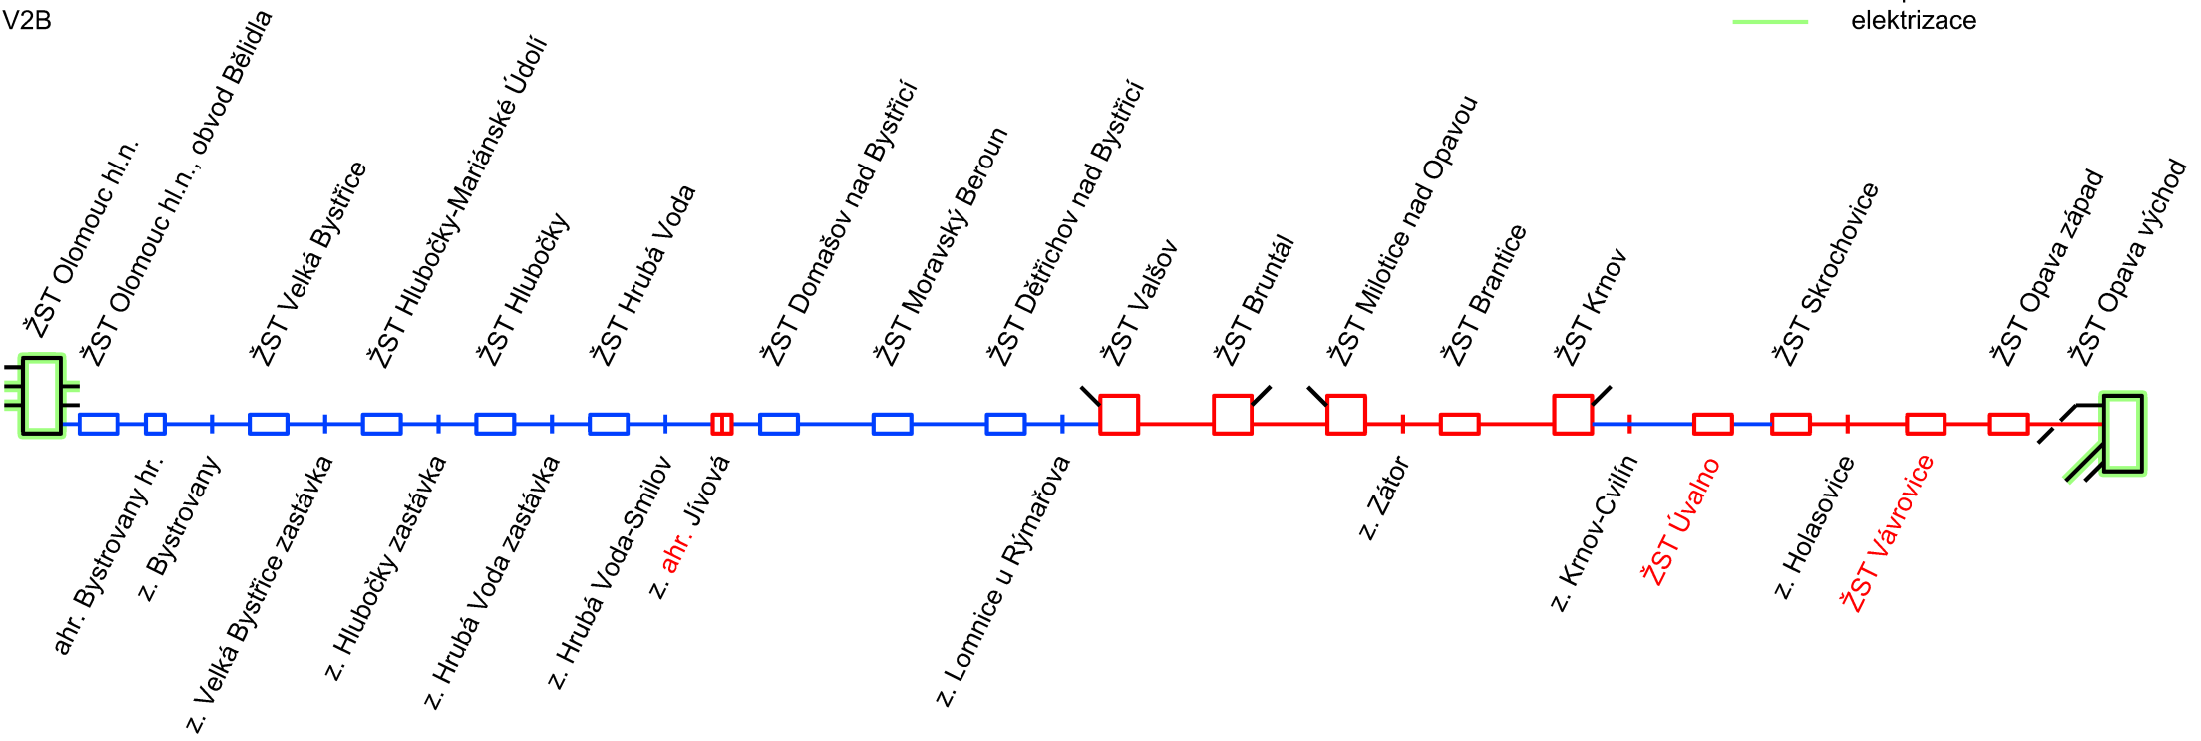 V2B
elektrizace
ŽST Olomouc hl.n.
ŽST Olomouc hl.n., obvod Bělidla
ŽST Velká Bystřice
ŽST Hlubočky-Mariánské Údolí
ŽST Hlubočky
ŽST Hrubá Voda
ŽST Domašov nad Bystřicí
ŽST Moravský Beroun
ŽST Dětřichov nad Bystřicí
ŽST Valšov
ŽST Bruntál
ŽST Milotice nad Opavou
ŽST Brantice
ŽST Krnov
ŽST Skrochovice
ŽST Opava západ
ŽST Opava východ
ahr. Bystrovany hr.
z. Bystrovany
z. Velká Bystřice zastávka
z. Hlubočky zastávka
z. Hrubá Voda zastávka
z. Hrubá Voda-Smilov
z. ahr. Jívová
z. Lomnice u Rýmařova
z. Zátor
z. Krnov-Cvilín
ŽST Úvalno
z. Holasovice
ŽST Vávrovice